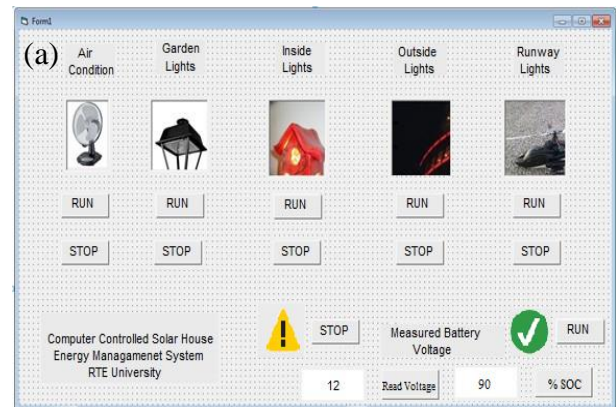 Form1
(a)
Air
Condition
Garden
Lights
Inside
Lights
Outside
Lights
Runway
Lights
RUN
RUN
RUN
RUN
RUN
STOP
STOP
STOP
STOP
STOP
Computer Controlled Solar House
Energy Managamenet System
RTE University
STOP
Measured Battery
Voltage
RUN
12
Read Voltage
90
% SOC